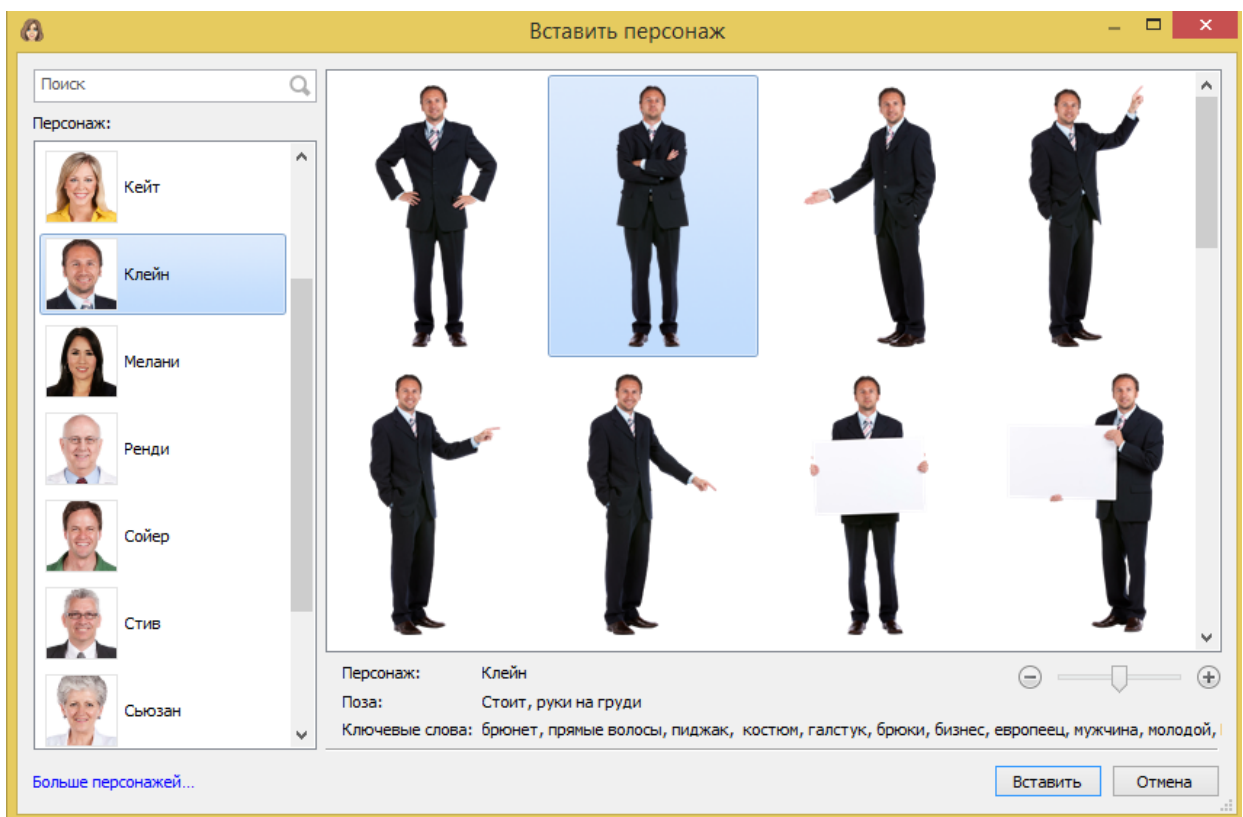 Вставить персонаж
Поиск
Персонаж:
Кейт
Клейн
Мелани
Ренди
Сойер
Стив
Сьюзан
Персонаж: Клейн
Поза: Стоит, руки на груди
Ключевые слова: брюнет, прямые волосы, пиджак, костюм, галстук, брюки, бизнес, европеец, мужчина, молодой,
Больше персонажей...
Вставить Отмена